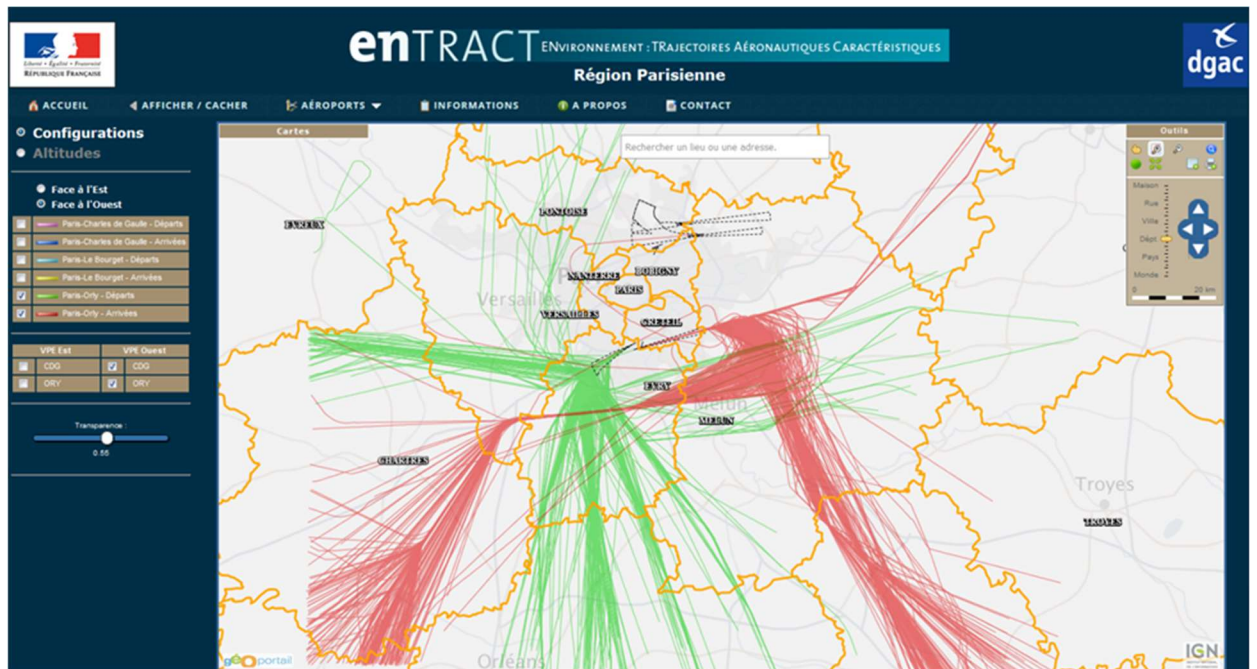 Liberté • Égalité • Fraternité
RÉPUBLIQUE FRANÇAISE
enTRACT ENVIRONNEMENT : TRAJECTOIRES AÉRONAUTIQUES CARACTÉRISTIQUES
Région Parisienne
dgac
ACCUEIL AFFICHER / CACHER AÉROPORTS INFORMATIONS A PROPOS CONTACT
Configurations
Altitudes
Face à l'Est
Face à l'Ouest
Paris-Charles de Gaulle - Départs
Paris-Charles de Gaulle - Arrivées
Paris-Le Bourget - Départs
Paris-Le Bourget - Arrivées
Paris-Orly - Départs
Paris-Orly - Arrivées
VPE Est VPE Ouest
CDG CDG
ORY ORY
Transparence :
0.55
Cartes
Rechercher un lieu ou une adresse.
Outils
Maison
Rue
Ville
Dépt
Pays
Monde
0 20 km
EVREUX
PONTOISE
NANTERRE
BOBIGNY
PARIS
Versailles
VERSAILLES
CRETEIL
EVRY
Melun
MELUN
CHARTRES
Troyes
TROYES
Orléans
géoportail
IGN